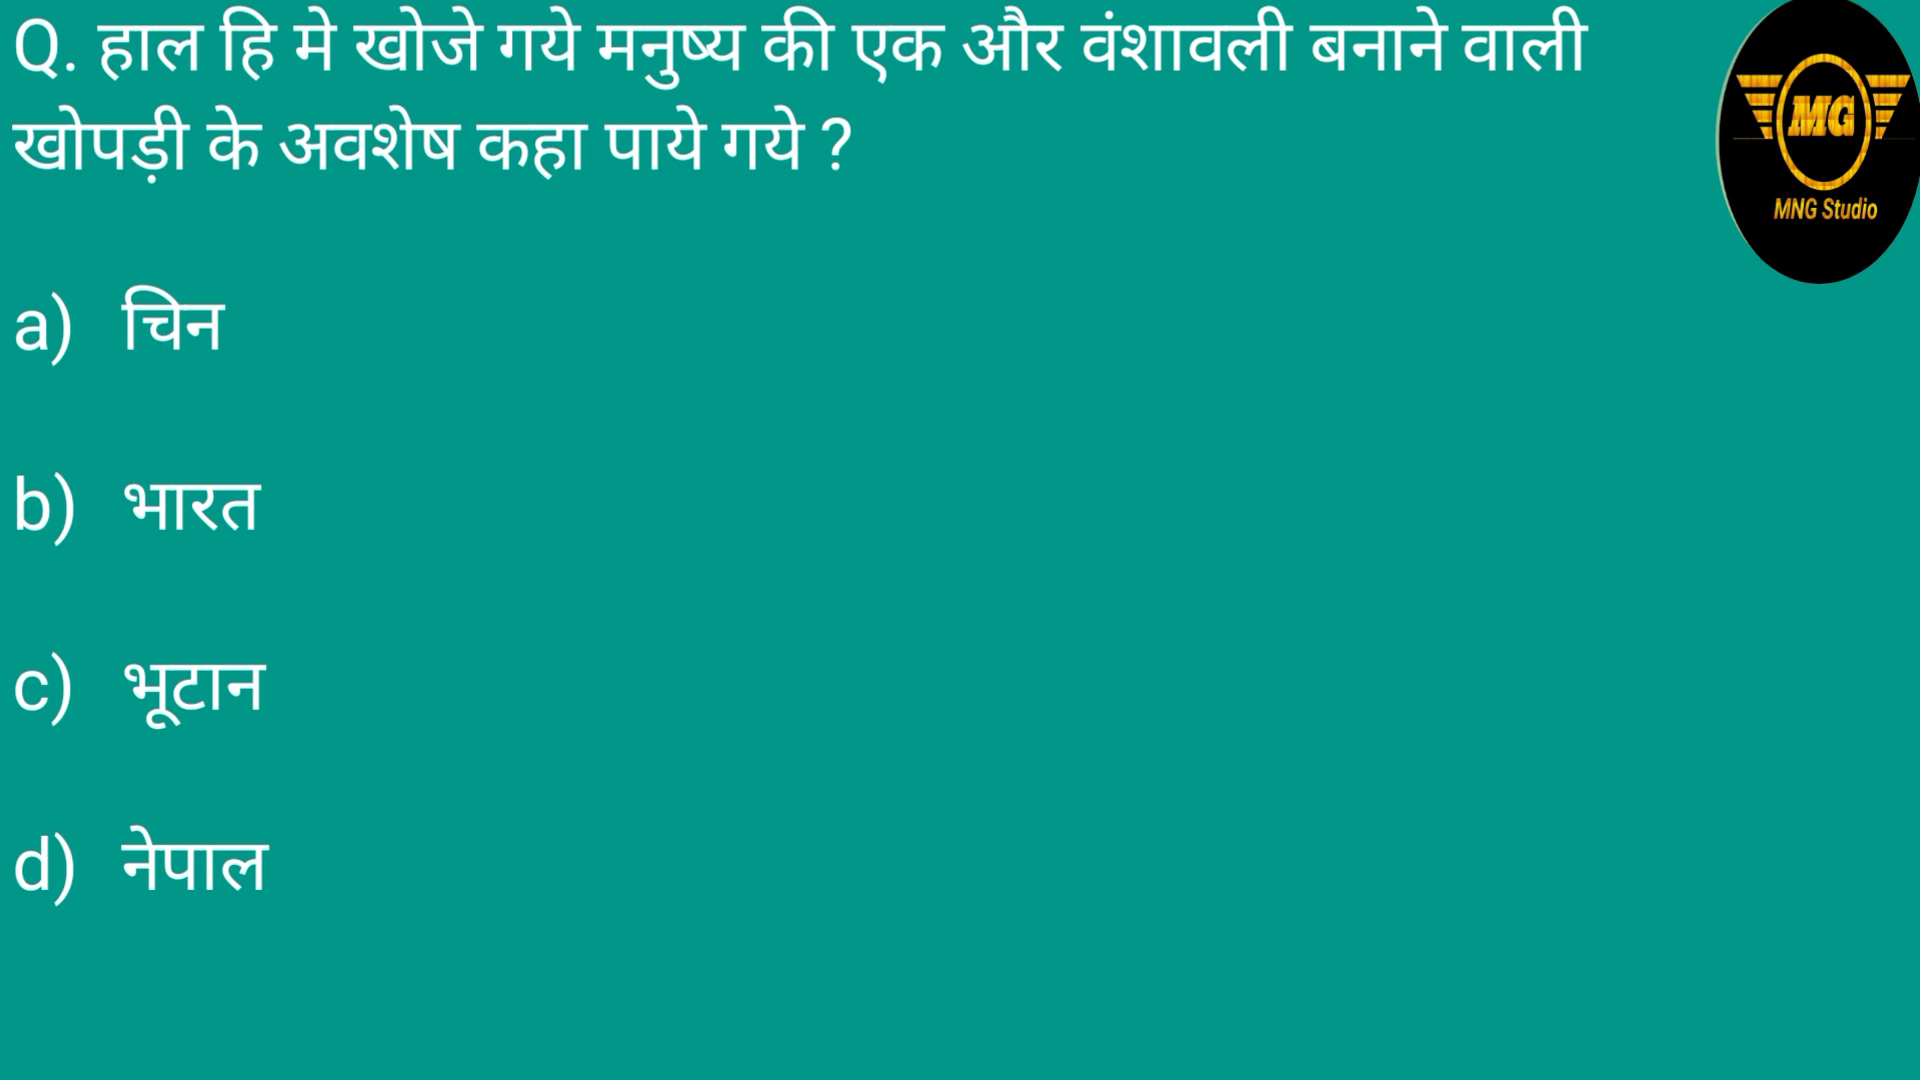 Q. हाल हि मे खोजे गये मनुष्य की एक और वंशावली बनाने वाली
खोपड़ी के अवशेष कहा पाये गये ?
MG
MNG Studio
a) चिन
b) भारत
c) भूटान
d) नेपाल